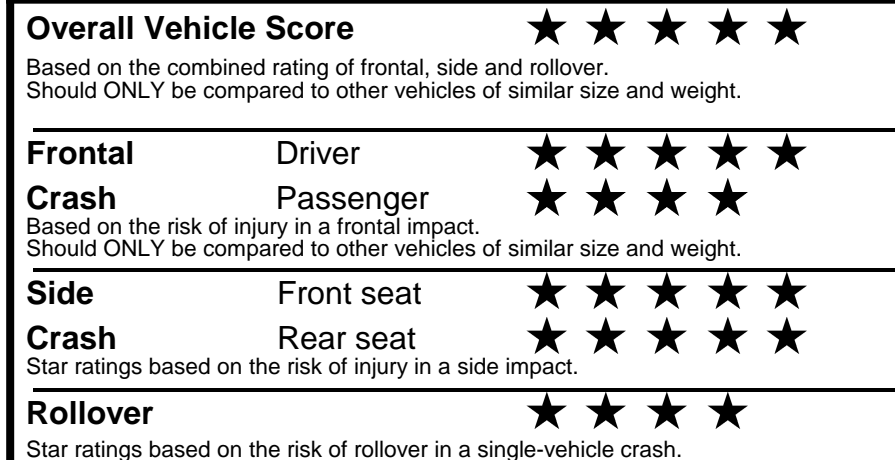 Overall Vehicle Score ★ ★ ★ ★ ★
Based on the combined rating of frontal, side and rollover.
Should ONLY be compared to other vehicles of similar size and weight.
Frontal Driver ★ ★ ★ ★ ★
Crash Passenger ★ ★ ★ ★
Based on the risk of injury in a frontal impact.
Should ONLY be compared to other vehicles of similar size and weight.
Side Front seat ★ ★ ★ ★ ★
Crash Rear seat ★ ★ ★ ★ ★
Star ratings based on the risk of injury in a side impact.
Rollover ★ ★ ★ ★
Star ratings based on the risk of rollover in a single-vehicle crash.